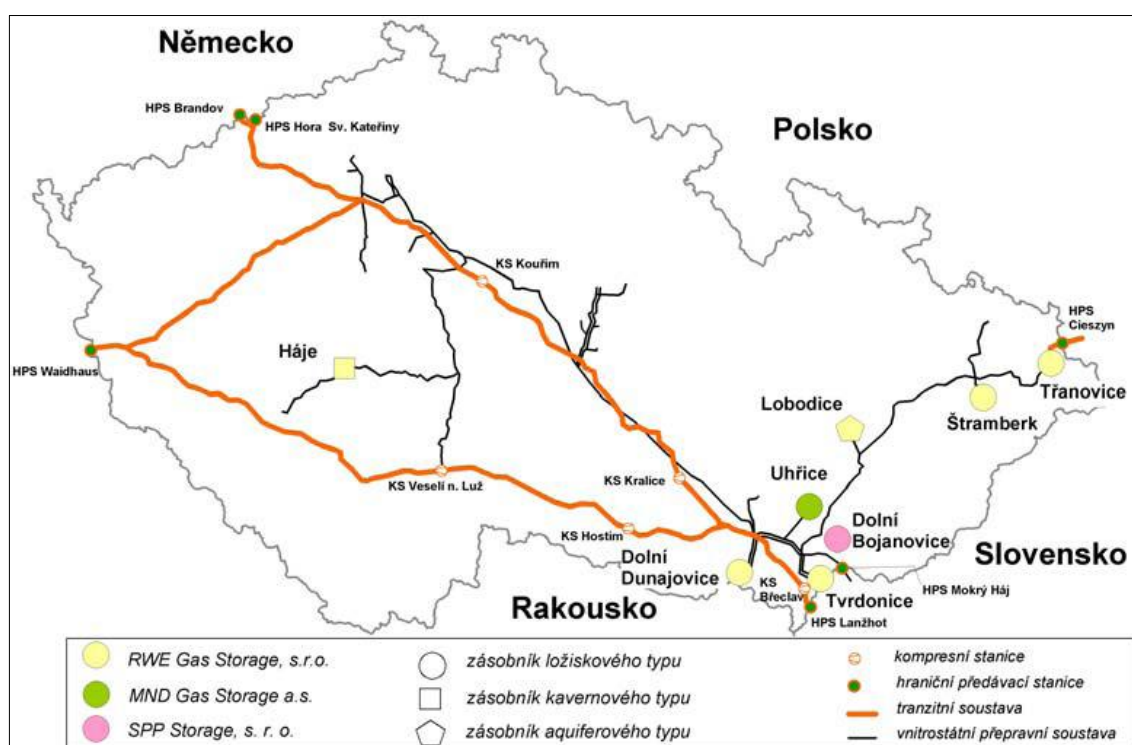 Německo
HPS Brandov
HPS Hora Sv. Kateřiny
Polsko
KS Kouřim
HPS
Cieszyn
HPS Waidhaus
Háje
Třanovice
Lobodice
Štramberk
KS Veselí n. Luž
KS Kralice
Uhřice
KS Hostim
Dolní
Bojanovice
Slovensko
Dolní
Dunajovice
KS
Břeclav
Tvrdonice
HPS Mokrý Háj
Rakousko
HPS Lanžhot
RWE Gas Storage, s.r.o.
zásobník ložiskového typu
kompresní stanice
hraniční předávací stanice
MND Gas Storage a.s.
zásobník kavernového typu
tranzitní soustava
SPP Storage, s. r. o.
zásobník aquiferového typu
vnitrostátní přepravní soustava